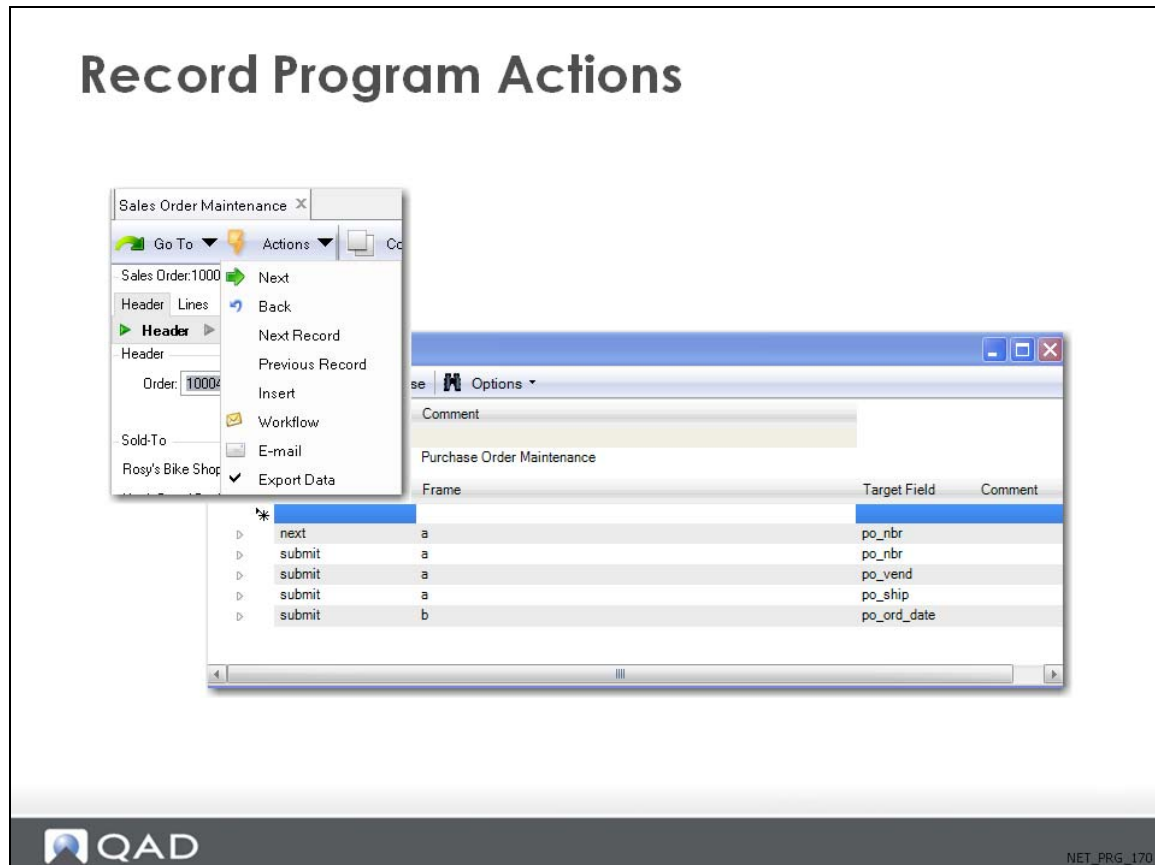 Record Program Actions
Sales Order Maintenance
Go To Actions
Sales Order:1000 Next
Header Lines Back
Header Next Record
Header Previous Record
Order: 10004 Insert
Workflow
Sold-To E-mail
Rosy's Bike Shop Export Data
Options
Comment
Purchase Order Maintenance
Frame Target Field Comment
next a po_nbr
submit a po_nbr
submit a po_vend
submit a po_ship
submit b po_ord_date
QAD
NET_PRG_170